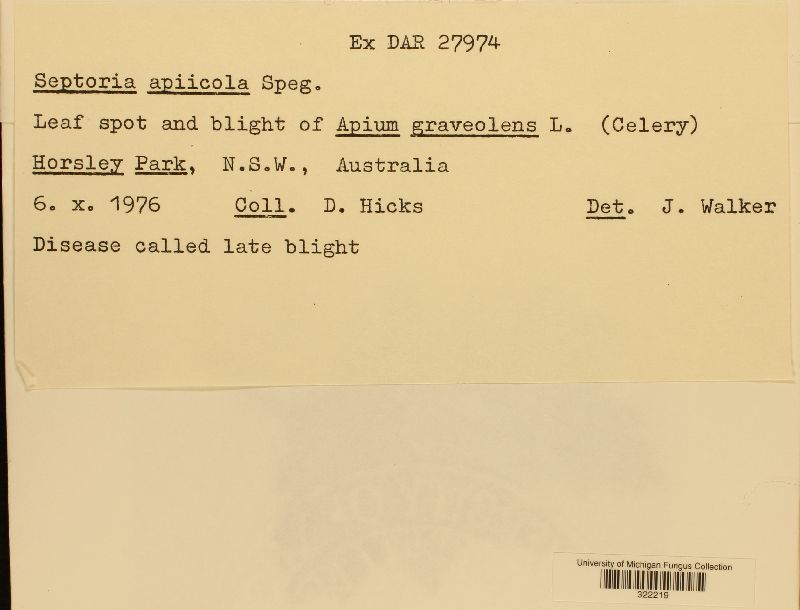 Ex DAR 27974
Septoria apiicola Speg.
Leaf spot and blight of Apium graveolens L. (Celery)
Horsley Park, N.S.W., Australia
6. x. 1976 Coll. D. Hicks Det. J. Walker
Disease called late blight
University of Michigan Fungus Collection
322219